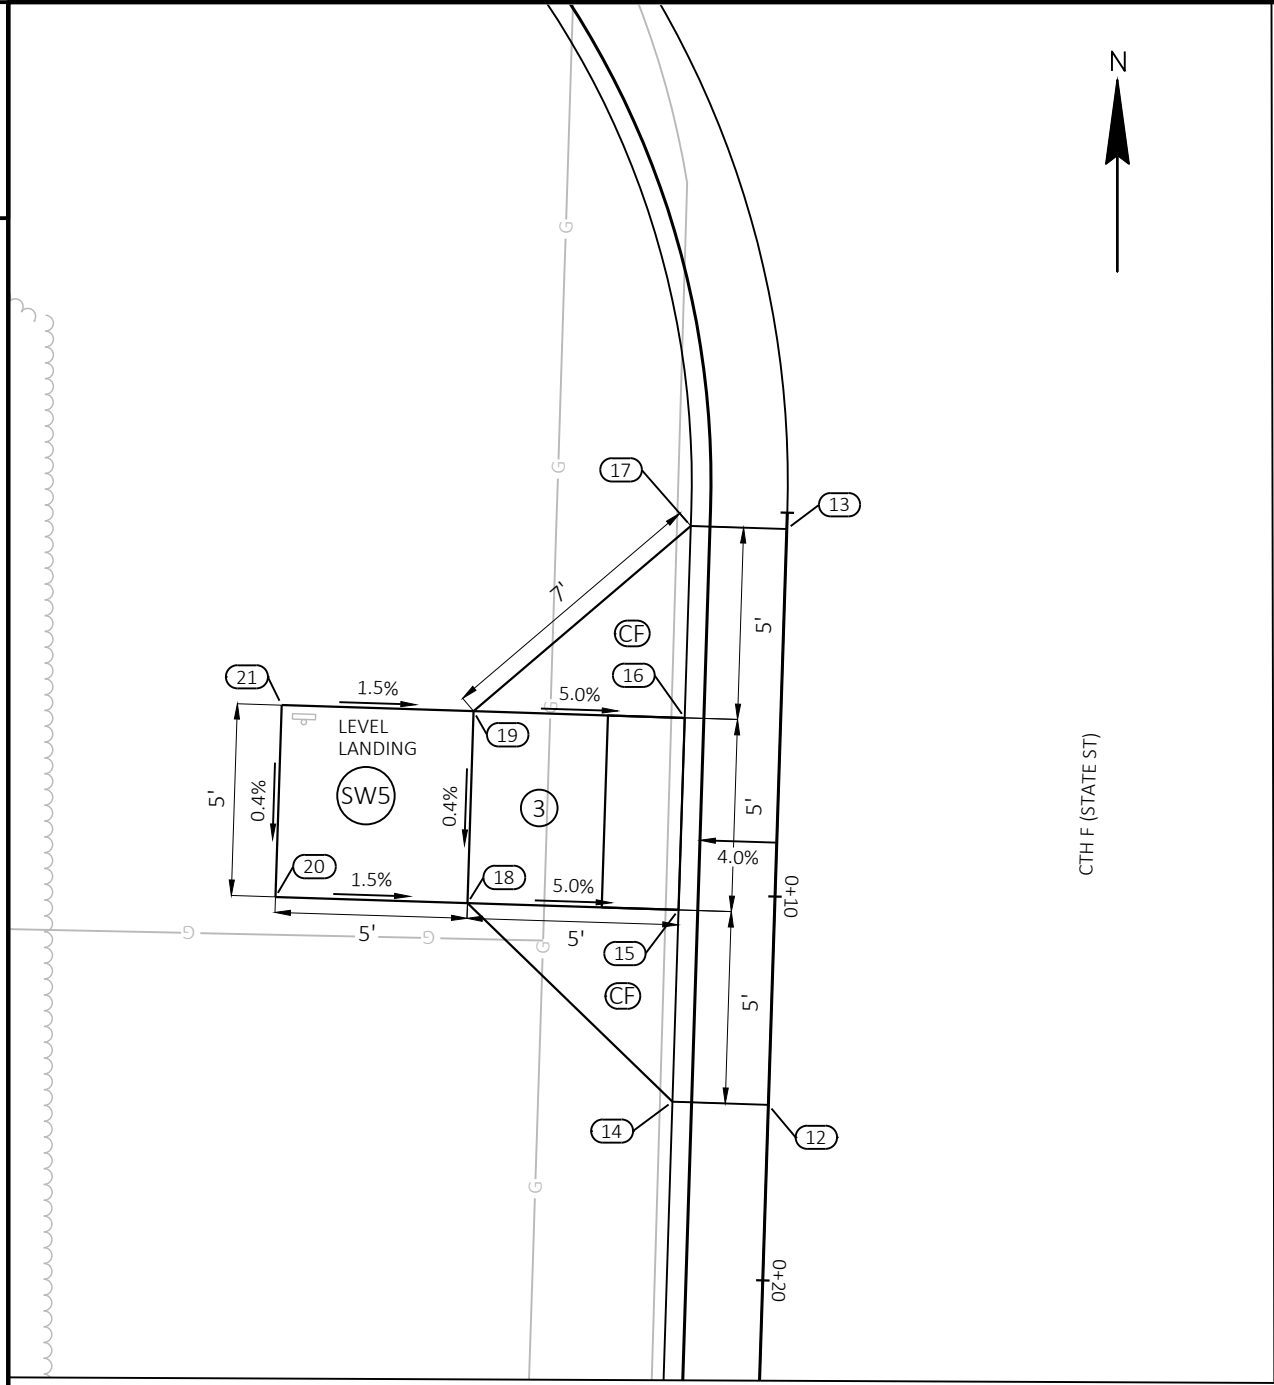 N
G
G
17
13
7'
CF
5'
16
21
1.5%
5.0%
G
LEVEL
LANDING
19
5'
0.4%
SW5
0.4%
3
5'
4.0%
CTH F (STATE ST)
20
1.5%
18
5.0%
0+10
G
5'
G
G
5'
15
CF
5'
14
12
G
0+20